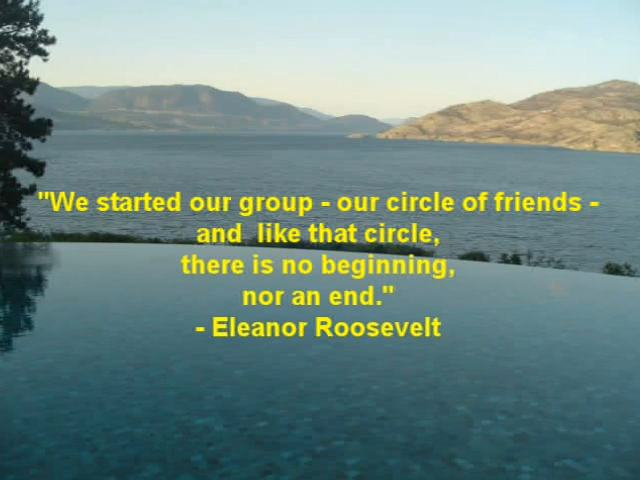 "We started our group - our circle of friends -
and  like that circle,
there is no beginning,
nor an end."
- Eleanor Roosevelt